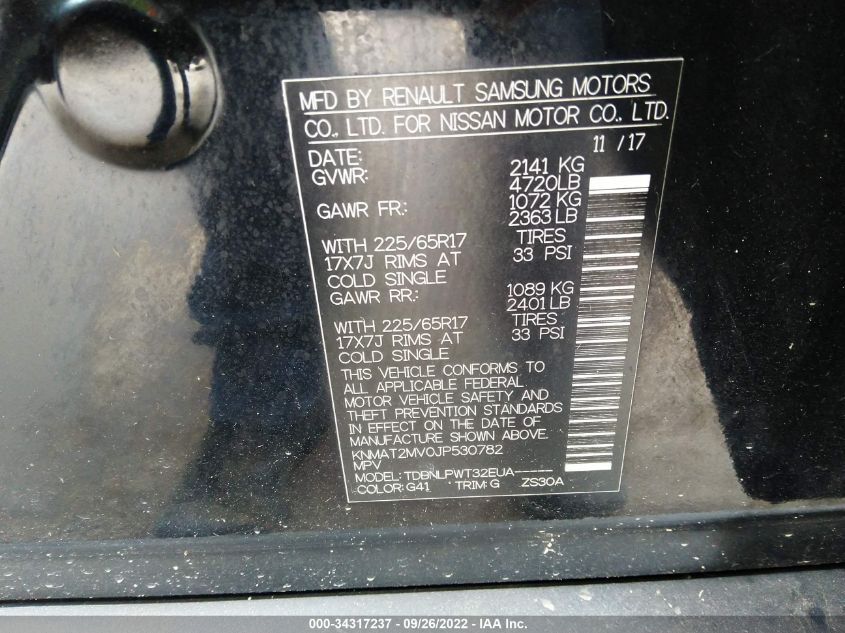 MFD BY RENAULT SAMSUNG MOTORS
CO., LTD. FOR NISSAN MOTOR CO., LTD.
DATE: 11 / 17
GVWR: 2141 KG
4720LB
GAWR FR.: 1072 KG
2363 LB
WITH 225/65R17 TIRES
17X7J RIMS AT 33 PSI
COLD SINGLE
GAWR RR.: 1089 KG
2401 LB
WITH 225/65R17 TIRES
17X7J RIMS AT 33 PSI
COLD SINGLE
THIS VEHICLE CONFORMS TO
ALL APPLICABLE FEDERAL
MOTOR VEHICLE SAFETY AND
THEFT PREVENTION STANDARDS
IN EFFECT ON THE DATE OF
MANUFACTURE SHOWN ABOVE.
KNMAT2MV0JP530782
MPV
MODEL: TDBNLPWT32EUA-----
COLOR: G41 TRIM: G ZS30A
000-34317237 - 09/26/2022 - IAA Inc.